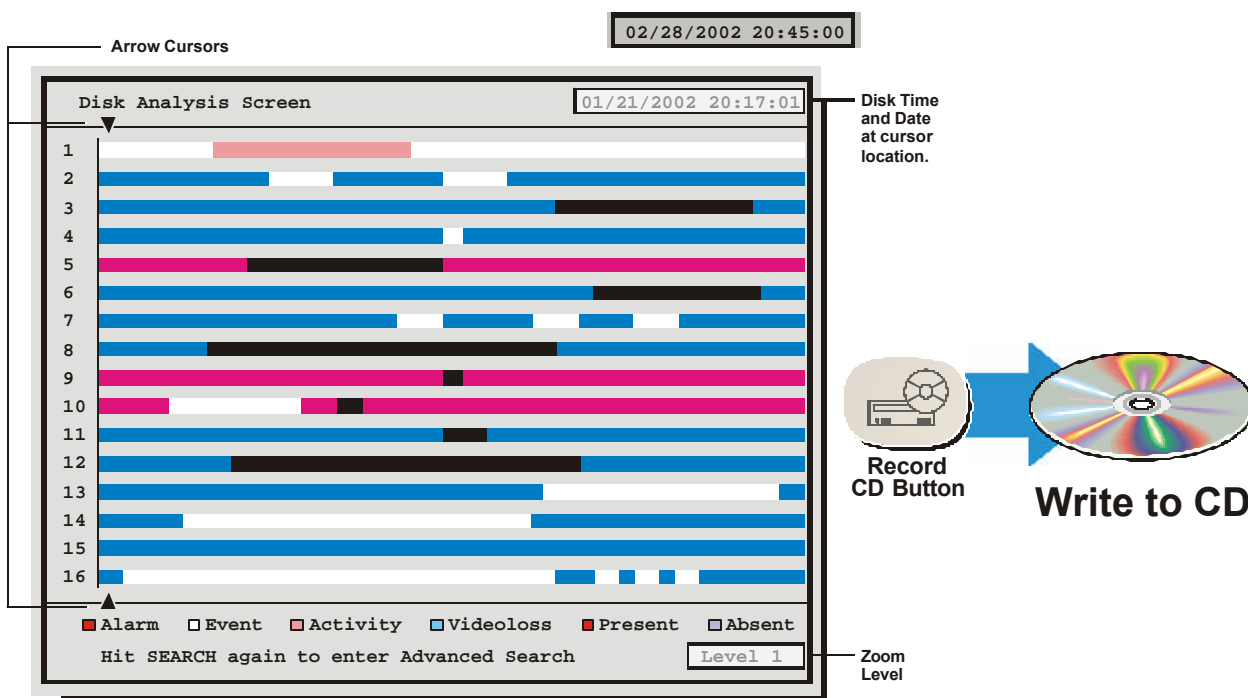 02/28/2002 20:45:00
Arrow Cursors
Disk Analysis Screen
01/21/2002 20:17:01
Disk Time
and Date
at cursor
location.
1
2
3
4
5
6
7
8
9
10
11
12
13
14
15
16
Record
CD Button
Write to CD
Alarm Event Activity Videoloss Present Absent
Hit SEARCH again to enter Advanced Search
Level 1
Zoom
Level